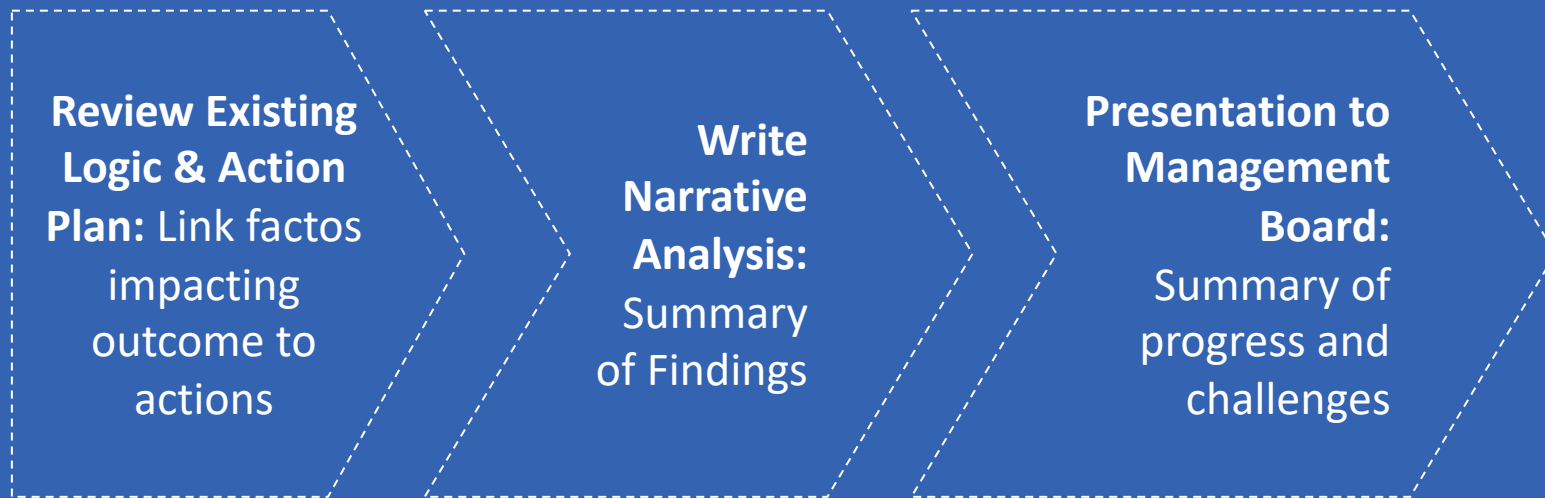 Review Existing
Logic & Action
Plan: Link factos
impacting
outcome to
actions
Write
Narrative
Analysis:
Summary
of Findings
Presentation to
Management
Board:
Summary of
progress and
challenges